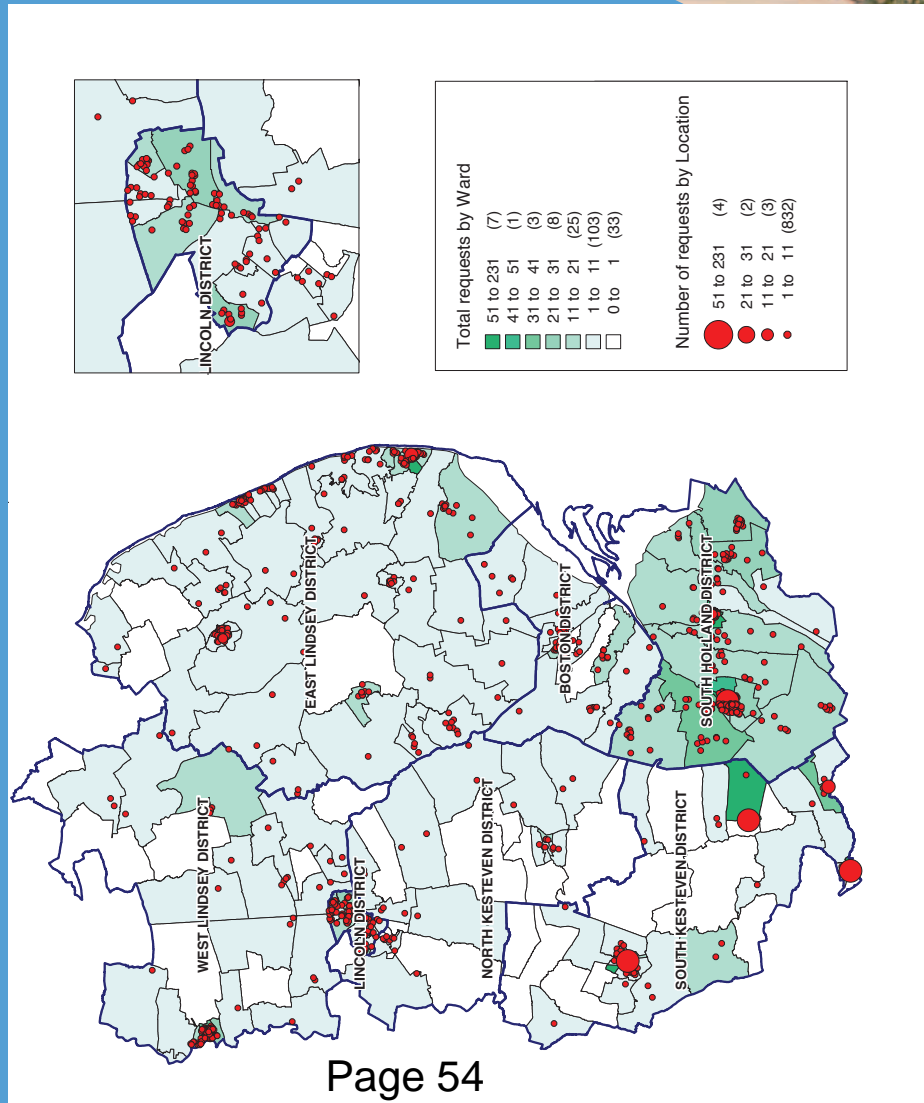 LINCOLN DISTRICT
Total requests by Ward
51 to 231 (7)
41 to 51 (1)
31 to 41 (3)
21 to 31 (8)
11 to 21 (25)
1 to 11 (103)
0 to 1 (33)
Number of requests by Location
51 to 231 (4)
21 to 31 (2)
11 to 21 (3)
1 to 11 (832)
WEST LINDSEY DISTRICT
EAST LINDSEY DISTRICT
LINCOLN DISTRICT
NORTH KESTEVEN DISTRICT
BOSTON DISTRICT
SOUTH KESTEVEN DISTRICT
SOUTH HOLLAND DISTRICT
Page 54